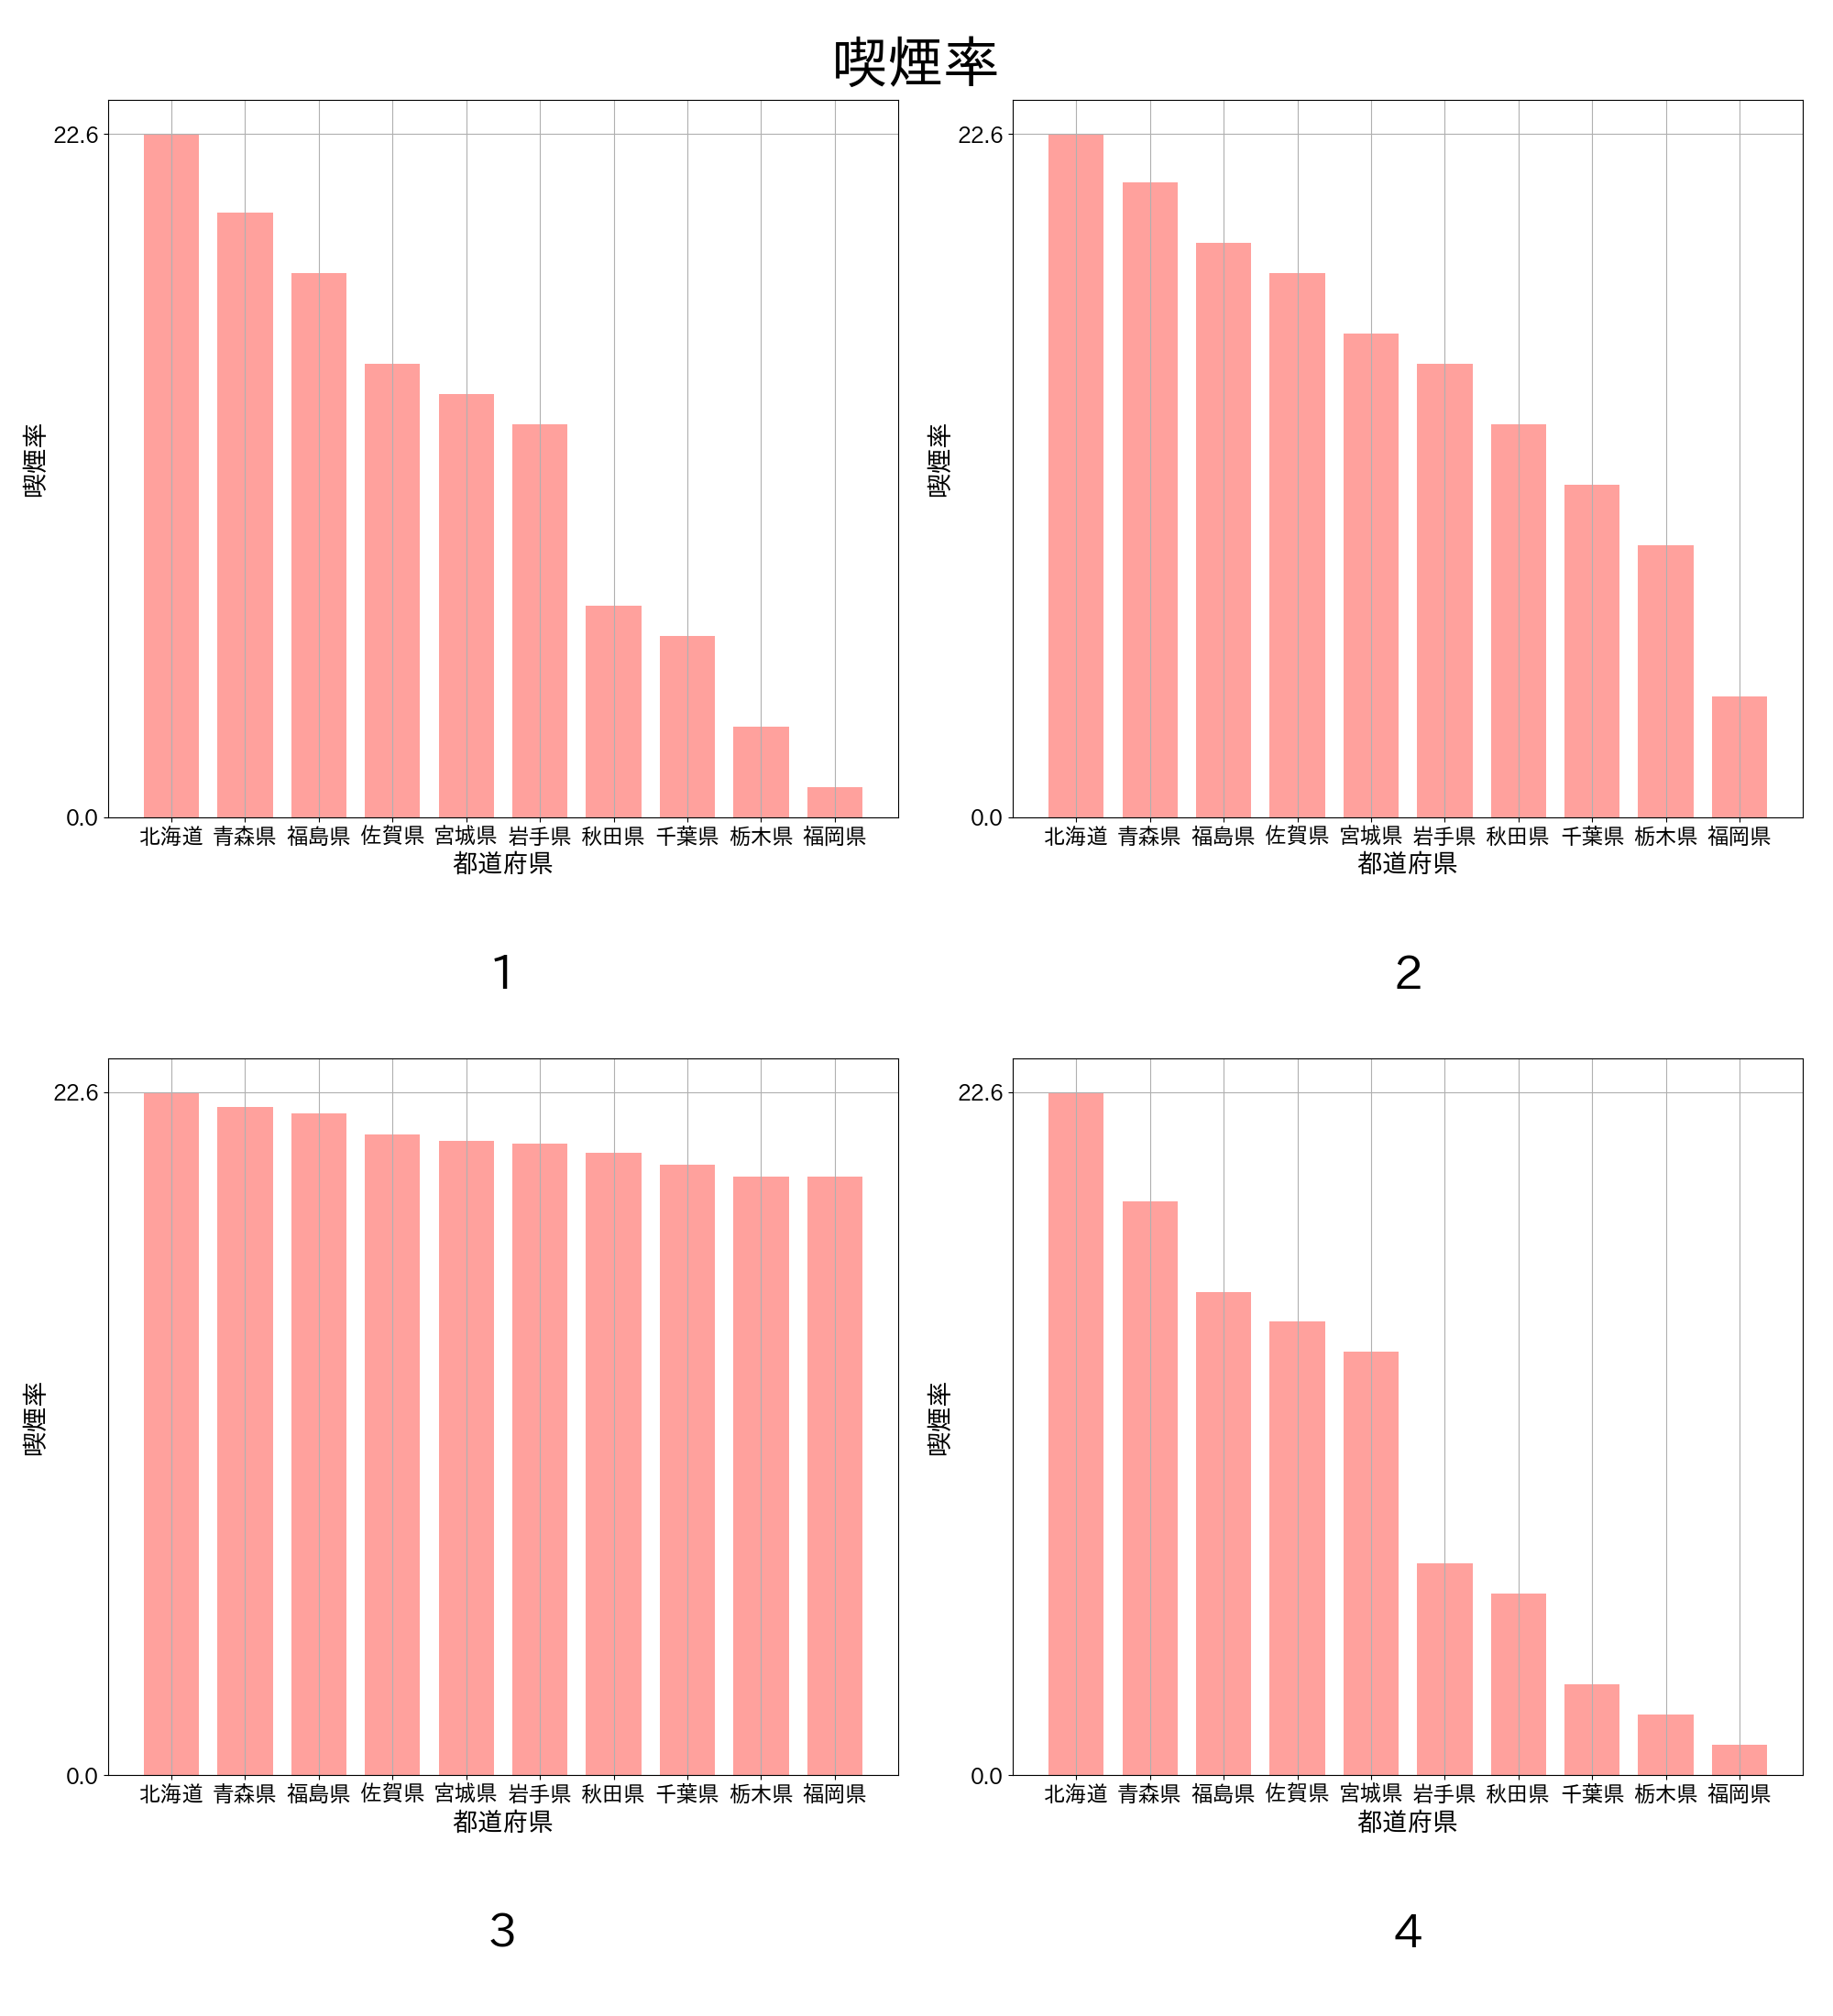 喫煙率
22.6
0.0
喫煙率
北海道 青森県 福島県 佐賀県 宮城県 岩手県 秋田県 千葉県 栃木県 福岡県
都道府県
1
22.6
0.0
喫煙率
北海道 青森県 福島県 佐賀県 宮城県 岩手県 秋田県 千葉県 栃木県 福岡県
都道府県
2
22.6
0.0
喫煙率
北海道 青森県 福島県 佐賀県 宮城県 岩手県 秋田県 千葉県 栃木県 福岡県
都道府県
3
22.6
0.0
喫煙率
北海道 青森県 福島県 佐賀県 宮城県 岩手県 秋田県 千葉県 栃木県 福岡県
都道府県
4